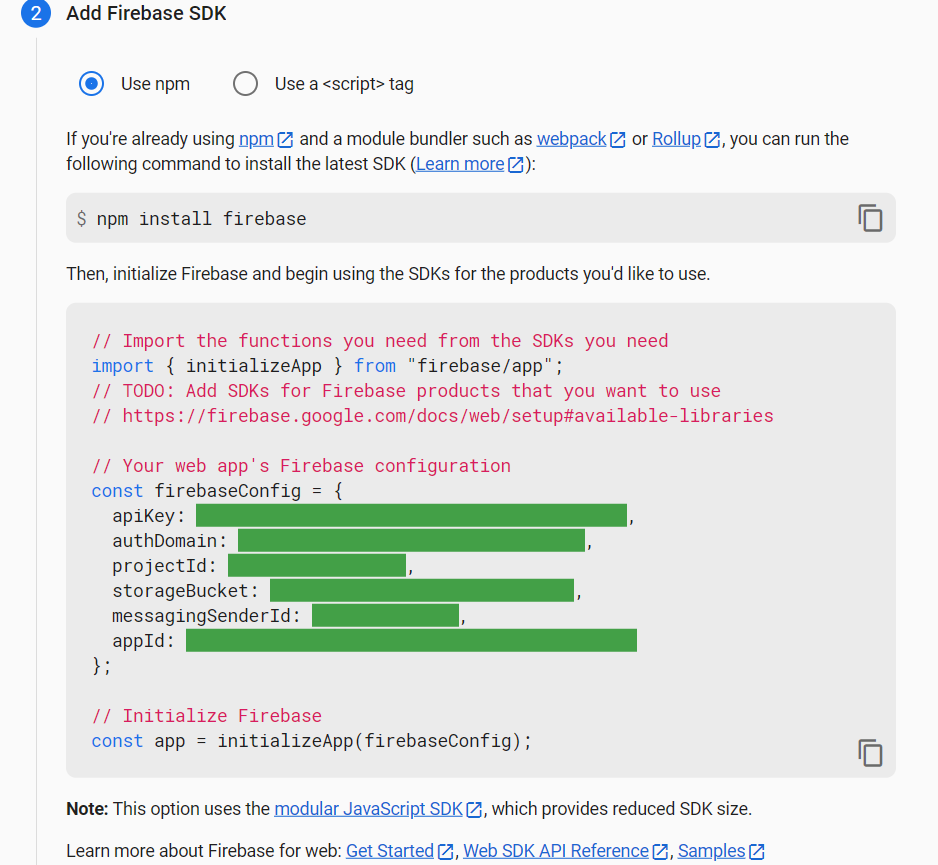 2 Add Firebase SDK
Use npm Use a <script> tag
If you're already using npm and a module bundler such as webpack or Rollup, you can run the
following command to install the latest SDK (Learn more):
$ npm install firebase
Then, initialize Firebase and begin using the SDKs for the products you'd like to use.
// Import the functions you need from the SDKs you need
import { initializeApp } from "firebase/app";
// TODO: Add SDKs for Firebase products that you want to use
// https://firebase.google.com/docs/web/setup#available-libraries
// Your web app's Firebase configuration
const firebaseConfig = {
apiKey: ,
authDomain: ,
projectId: ,
storageBucket: ,
messagingSenderId: ,
appId:
};
// Initialize Firebase
const app = initializeApp(firebaseConfig);
Note: This option uses the modular JavaScript SDK, which provides reduced SDK size.
Learn more about Firebase for web: Get Started, Web SDK API Reference, Samples